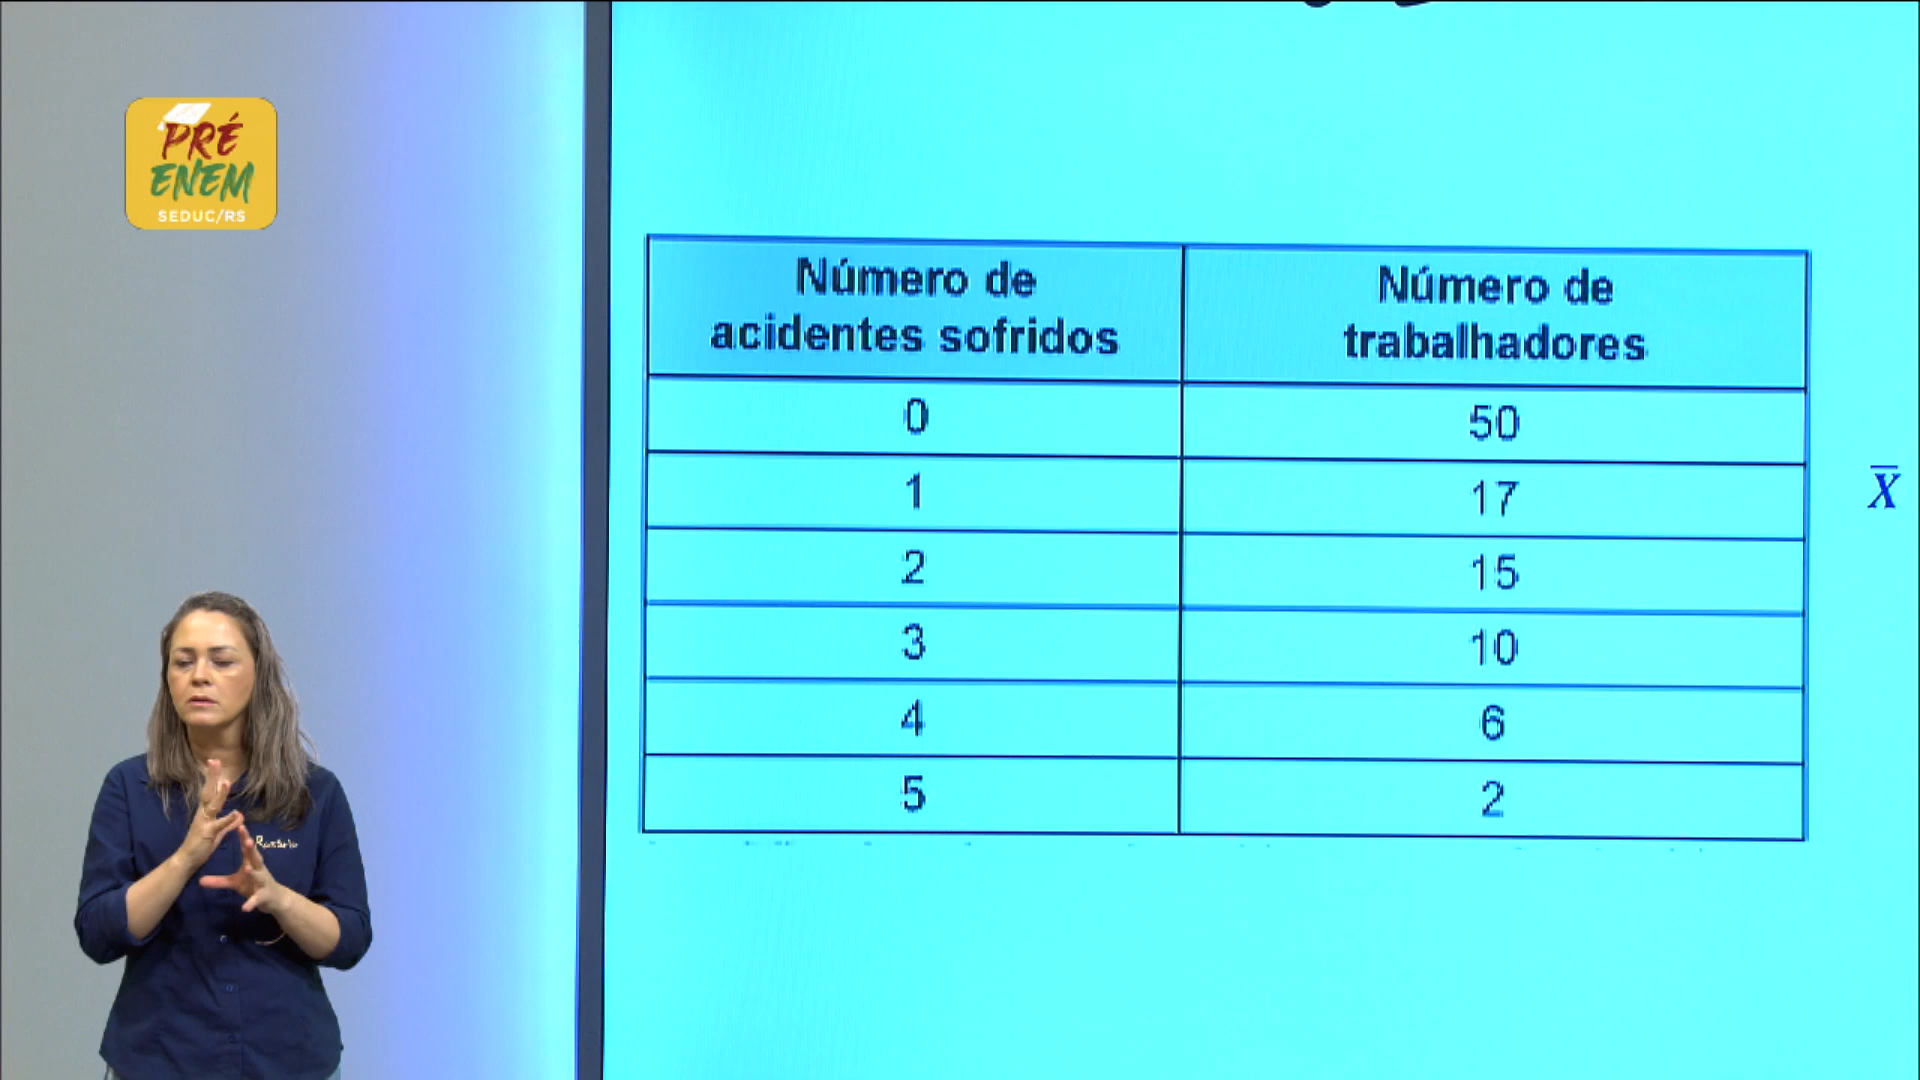 PRÉ
ENEM
SEDUC/RS
Número de
acidentes sofridos
Número de
trabalhadores
0
50
1
17
X̅
2
15
3
10
4
6
5
2